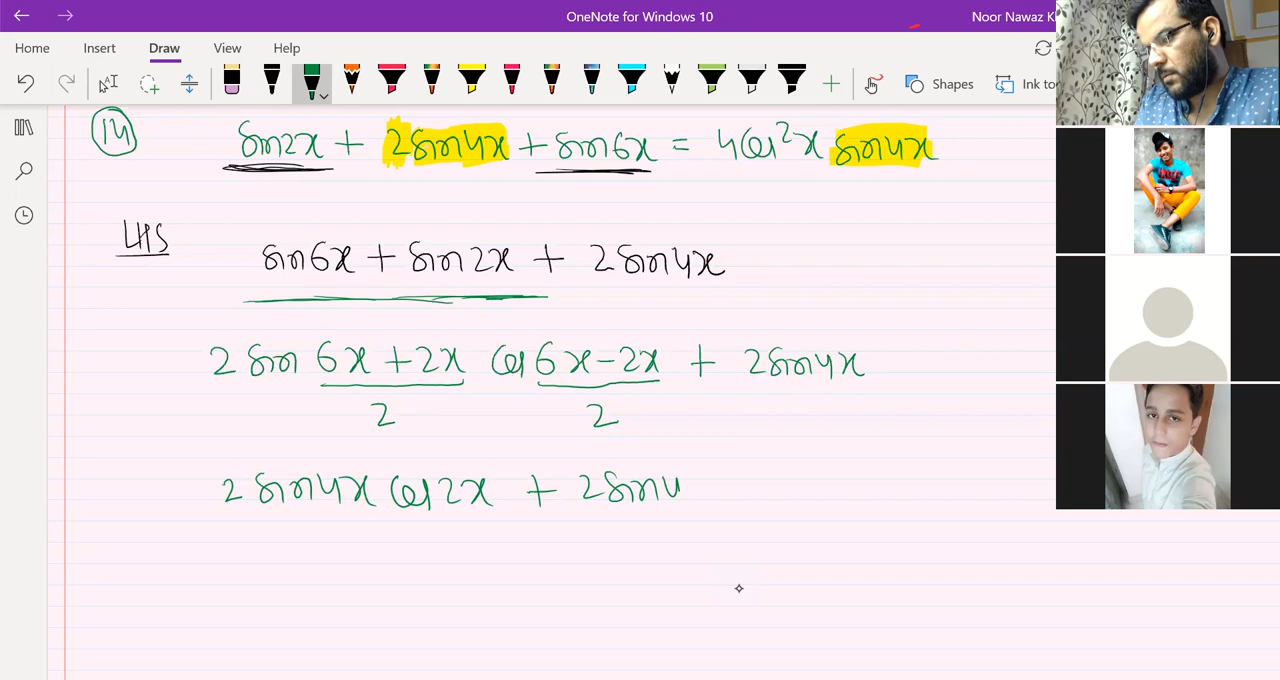 OneNote for Windows 10
Noor Nawaz K
Home Insert Draw View Help
Shapes Ink to
14 sin2x + 2sin4x + sin6x = 4cos²x sin4x
LHS
sin6x + sin2x + 2sin4x
2 sin 6x + 2x cos 6x − 2x + 2sin4x
2 2
2 sin4x cos2x + 2sin4